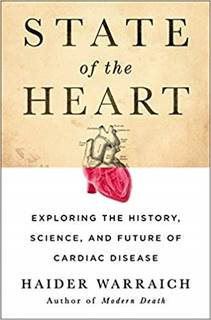 STATE
of the
HEART
EXPLORING THE HISTORY,
SCIENCE, AND FUTURE OF
CARDIAC DISEASE
HAIDER WARRAICH
Author of Modern Death